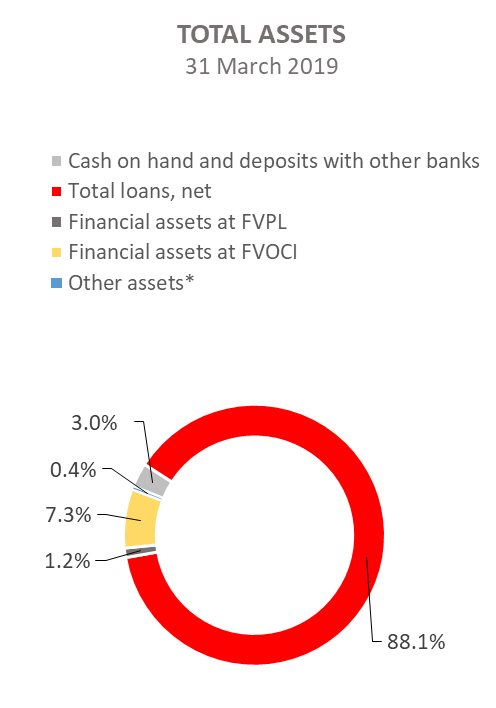 TOTAL ASSETS
31 March 2019
Cash on hand and deposits with other banks
Total loans, net
Financial assets at FVPL
Financial assets at FVOCI
Other assets*
3.0%
0.4%
7.3%
1.2%
88.1%